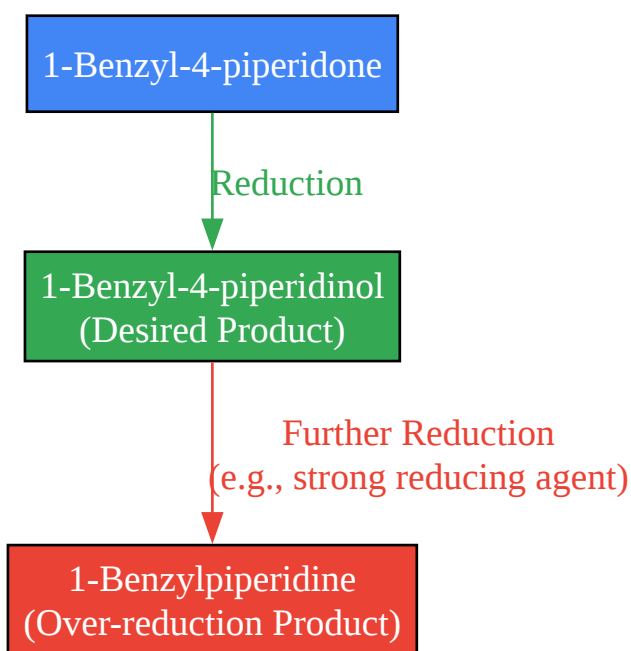 1-Benzyl-4-piperidone
Reduction
1-Benzyl-4-piperidinol
(Desired Product)
Further Reduction
(e.g., strong reducing agent)
1-Benzylpiperidine
(Over-reduction Product)